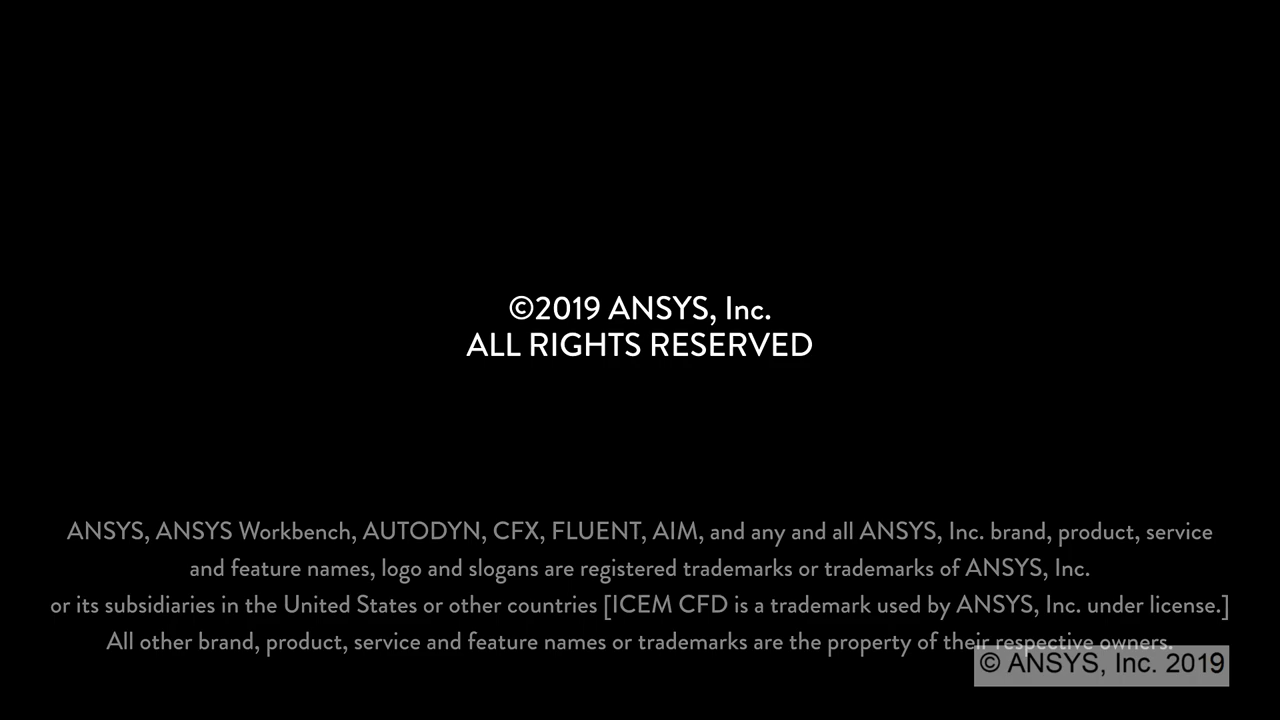 ©2019 ANSYS, Inc.
ALL RIGHTS RESERVED
ANSYS, ANSYS Workbench, AUTODYN, CFX, FLUENT, AIM, and any and all ANSYS, Inc. brand, product, service
and feature names, logo and slogans are registered trademarks or trademarks of ANSYS, Inc.
or its subsidiaries in the United States or other countries [ICEM CFD is a trademark used by ANSYS, Inc. under license.]
All other brand, product, service and feature names or trademarks are the property of their respective owners.
© ANSYS, Inc. 2019